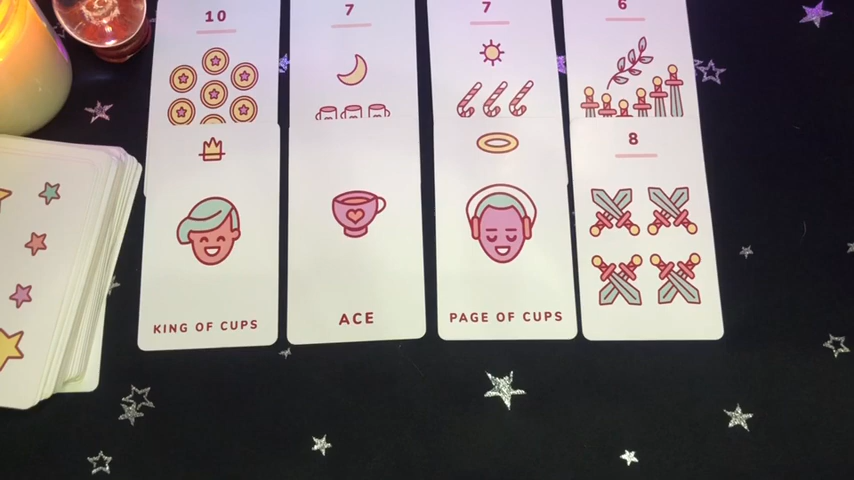 10
7
7
6
8
KING OF CUPS
ACE
PAGE OF CUPS